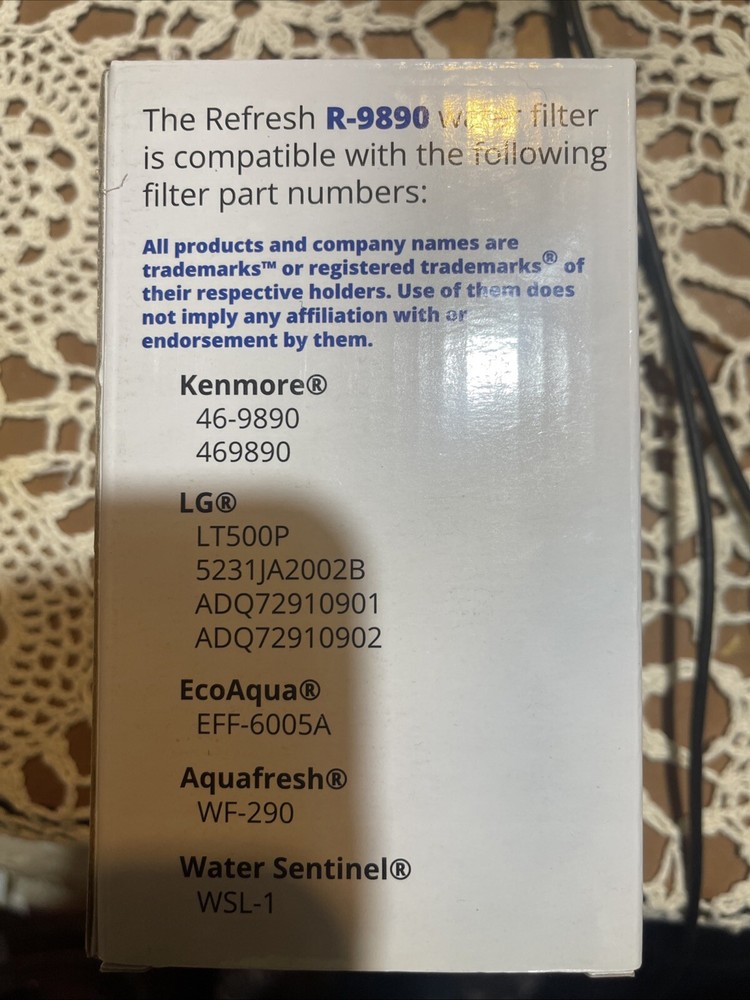 The Refresh R-9890 water filter
is compatible with the following
filter part numbers:
All products and company names are
trademarks™ or registered trademarks® of
their respective holders. Use of them does
not imply any affiliation with or
endorsement by them.
Kenmore®
46-9890
469890
LG®
LT500P
5231JA2002B
ADQ72910901
ADQ72910902
EcoAqua®
EFF-6005A
Aquafresh®
WF-290
Water Sentinel®
WSL-1